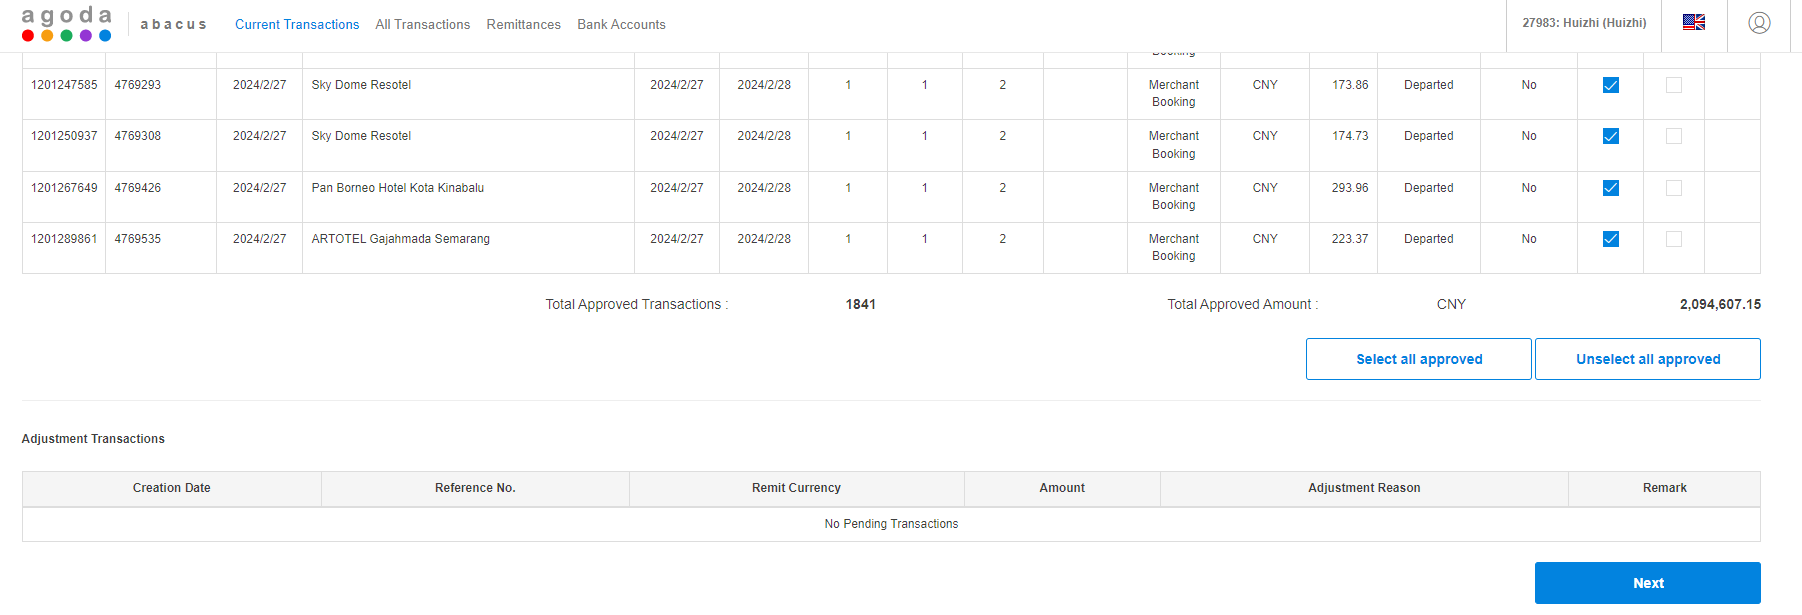 agoda abacus Current Transactions All Transactions Remittances Bank Accounts 27983: Huizhi (Huizhi)
Booking
1201247585 4769293 2024/2/27 Sky Dome Resotel 2024/2/27 2024/2/28 1 1 2 Merchant Booking CNY 173.86 Departed No
1201250937 4769308 2024/2/27 Sky Dome Resotel 2024/2/27 2024/2/28 1 1 2 Merchant Booking CNY 174.73 Departed No
1201267649 4769426 2024/2/27 Pan Borneo Hotel Kota Kinabalu 2024/2/27 2024/2/28 1 1 2 Merchant Booking CNY 293.96 Departed No
1201289861 4769535 2024/2/27 ARTOTEL Gajahmada Semarang 2024/2/27 2024/2/28 1 1 2 Merchant Booking CNY 223.37 Departed No
Total Approved Transactions : 1841 Total Approved Amount : CNY 2,094,607.15
Select all approved Unselect all approved
Adjustment Transactions
Creation Date Reference No. Remit Currency Amount Adjustment Reason Remark
No Pending Transactions
Next